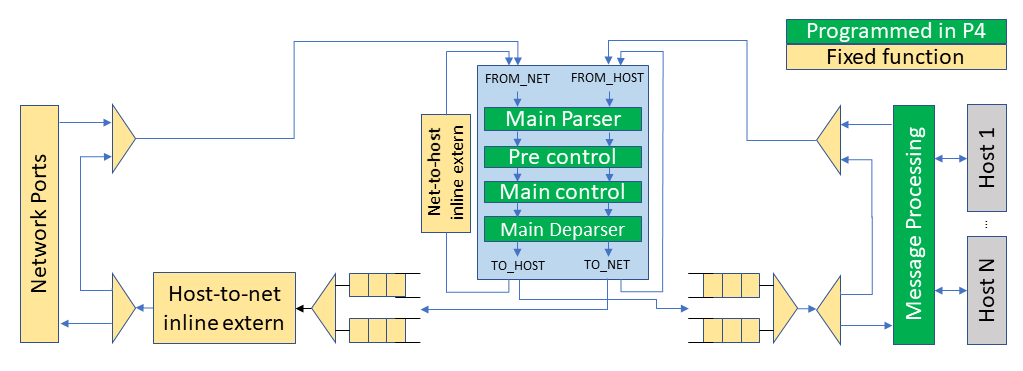 Programmed in P4
Fixed function
Network Ports
Net-to-host
inline extern
FROM_NET
FROM_HOST
Main Parser
Pre control
Main control
Main Deparser
TO_HOST
TO_NET
Host-to-net
inline extern
Message Processing
Host 1
...
Host N